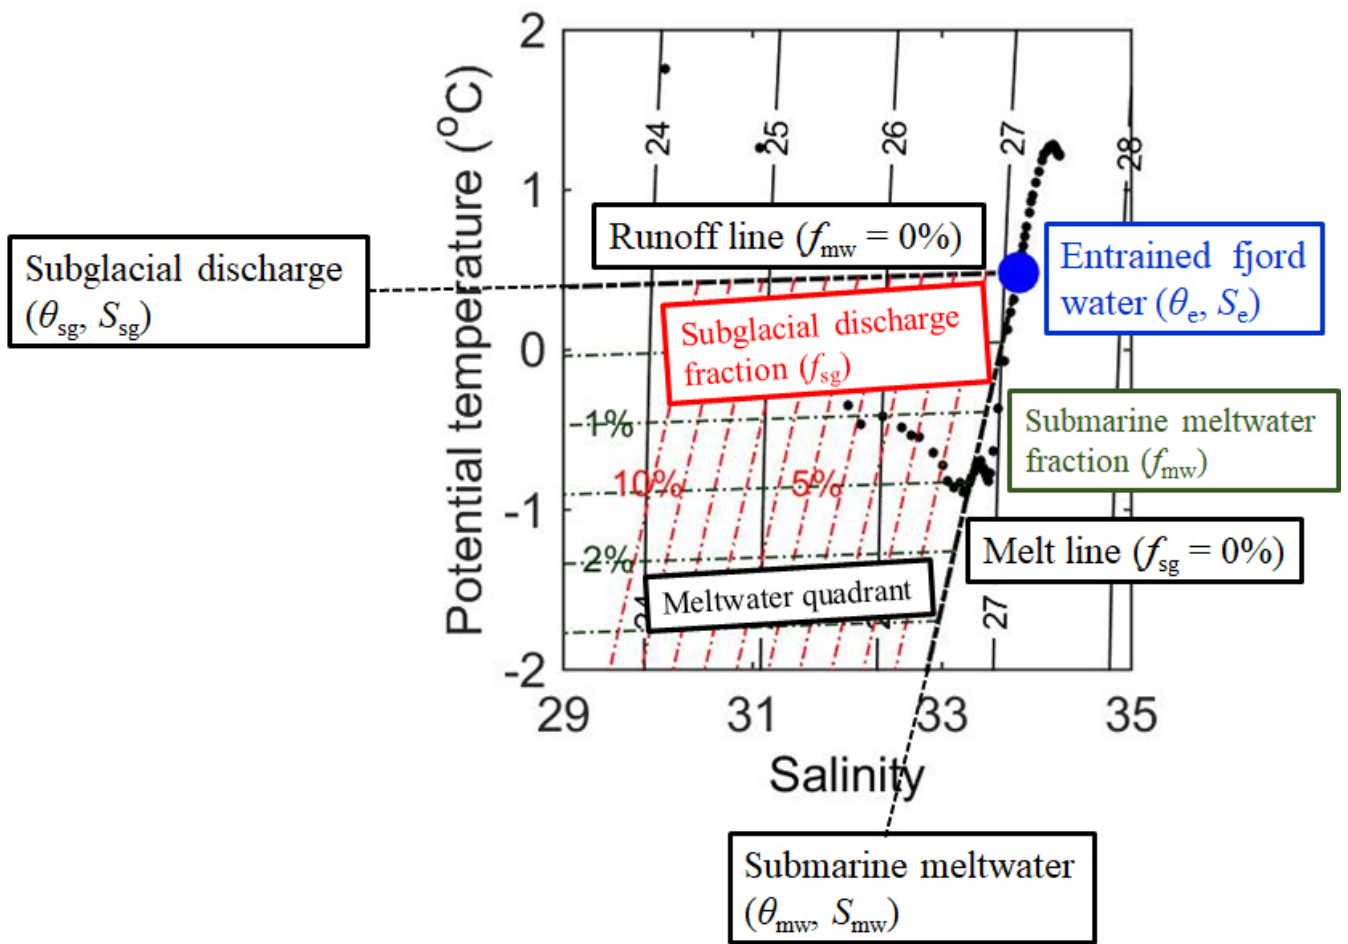 2
1
0
-1
-2
Potential temperature (°C)
24
25
26
27
28
Runoff line (fmw = 0%)
Subglacial discharge
(θsg, Ssg)
Entrained fjord
water (θe, Se)
Subglacial discharge
fraction (fsg)
Submarine meltwater
fraction (fmw)
1%
10%
5%
2%
Melt line (fsg = 0%)
Meltwater quadrant
27
29
31
33
35
Salinity
Submarine meltwater
(θmw, Smw)